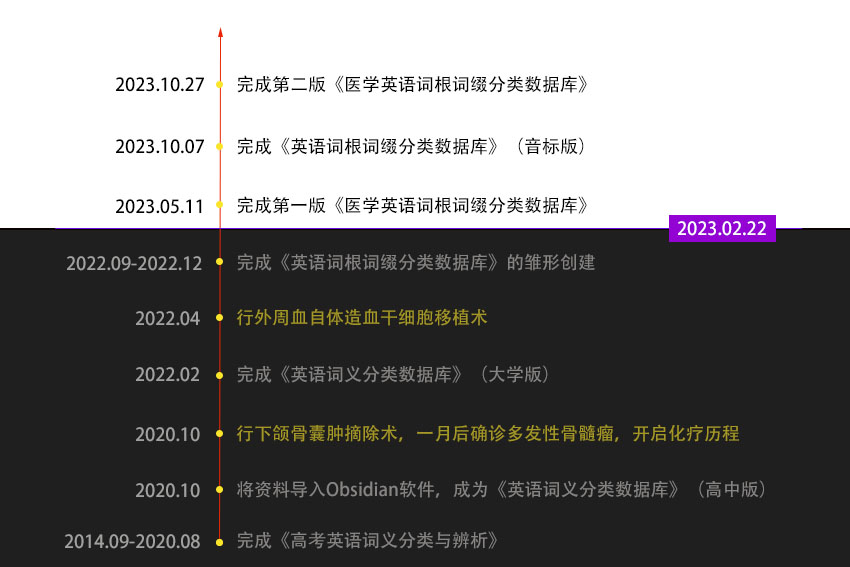 2023.10.27 完成第二版《医学英语词根词缀分类数据库》
2023.10.07 完成《英语词根词缀分类数据库》（音标版）
2023.05.11 完成第一版《医学英语词根词缀分类数据库》
2023.02.22
2022.09-2022.12 完成《英语词根词缀分类数据库》的雏形创建
2022.04 行外周血自体造血干细胞移植术
2022.02 完成《英语词义分类数据库》（大学版）
2020.10 行下颌骨囊肿摘除术，一月后确诊多发性骨髓瘤，开启化疗历程
2020.10 将资料导入Obsidian软件，成为《英语词义分类数据库》（高中版）
2014.09-2020.08 完成《高考英语词义分类与辨析》